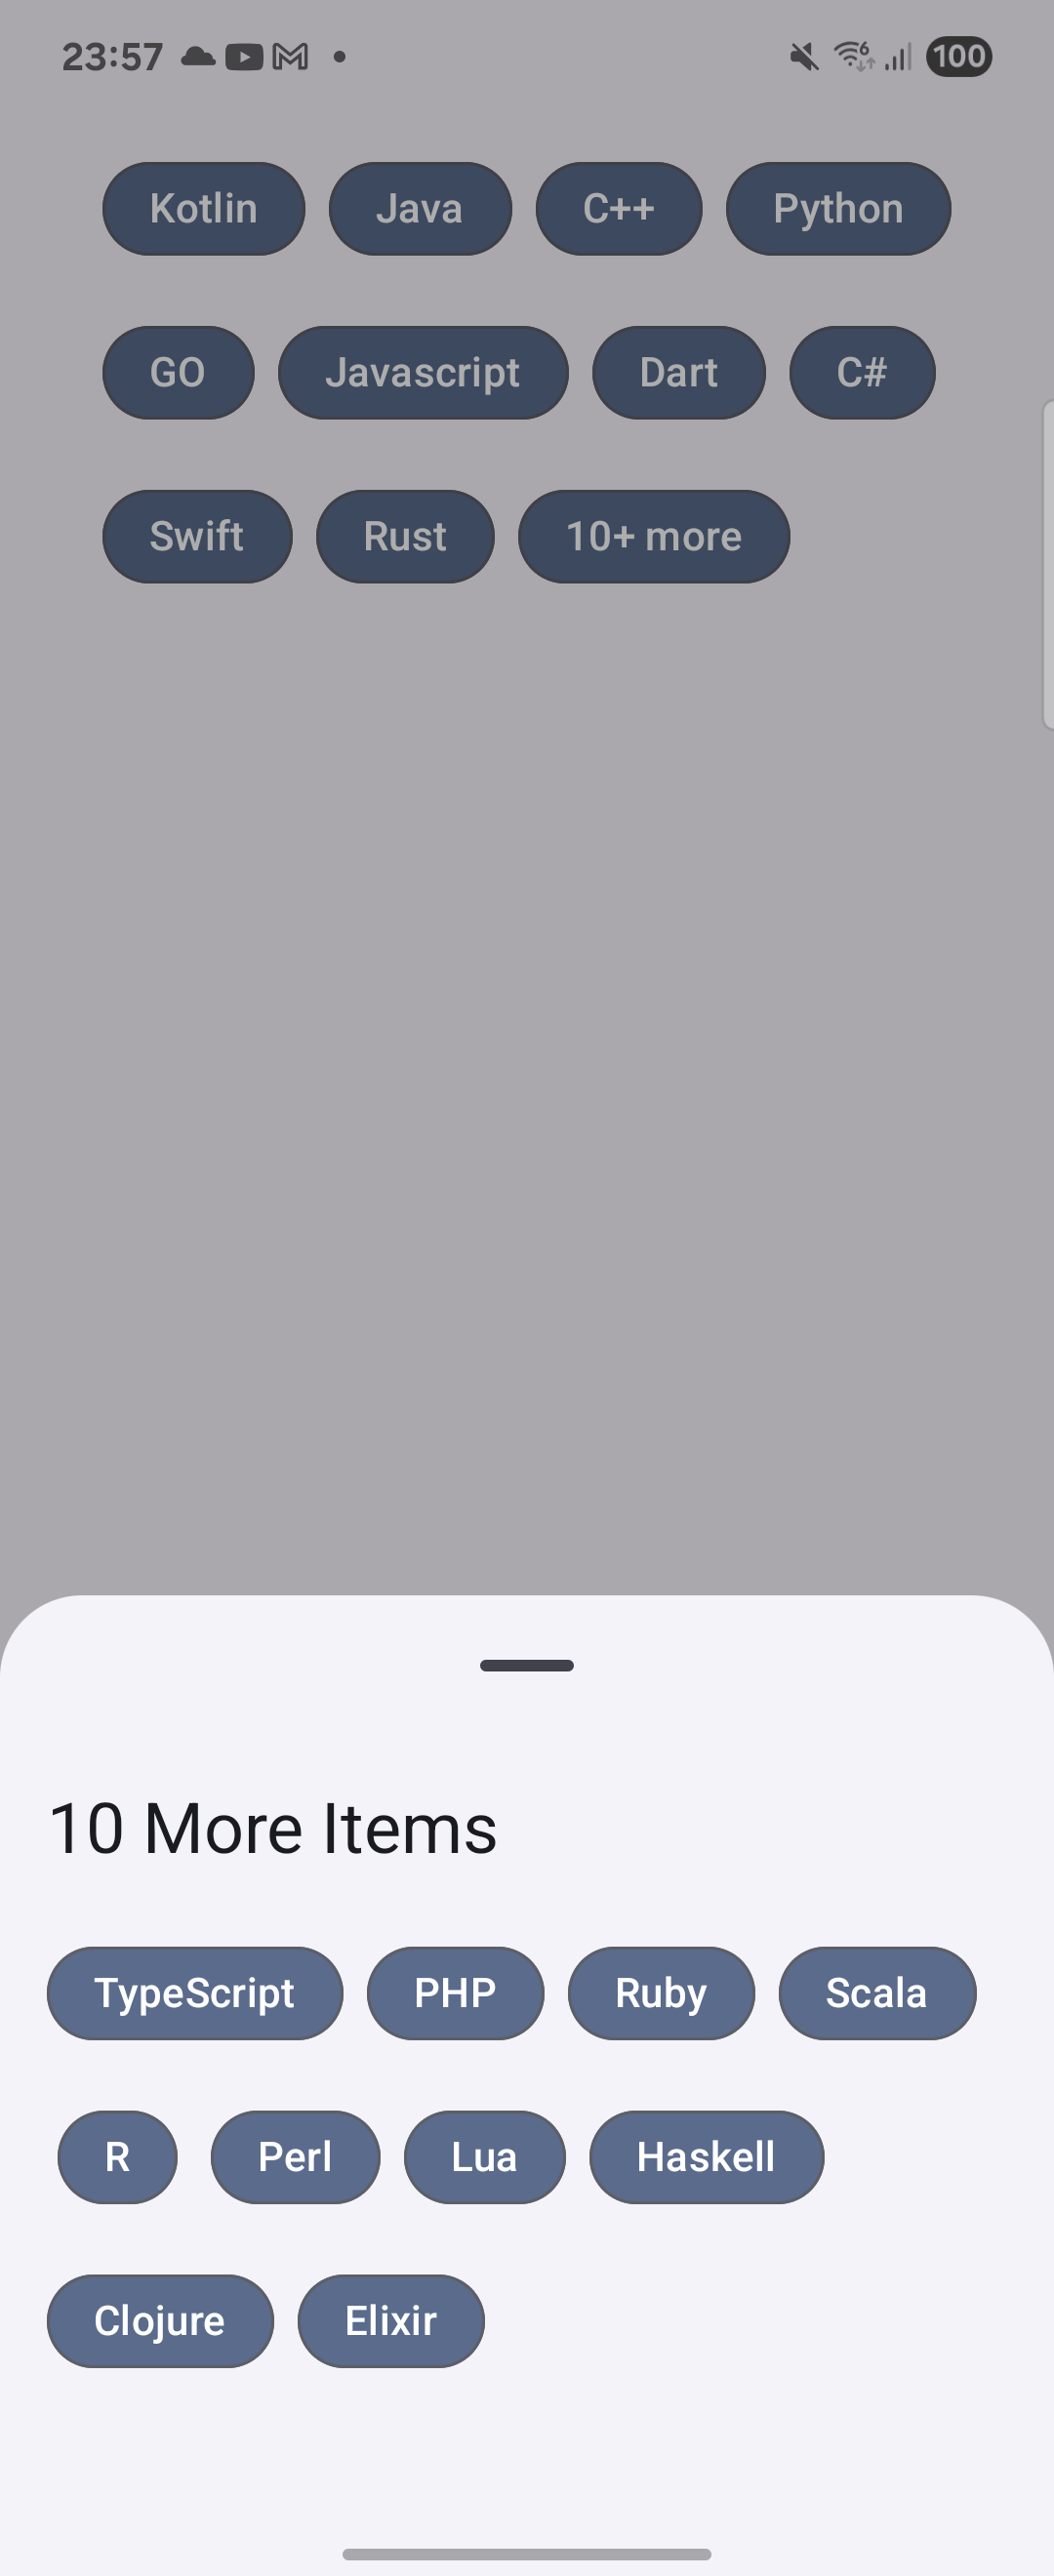 23:57 6 100
Kotlin Java C++ Python
GO Javascript Dart C#
Swift Rust 10+ more
10 More Items
TypeScript PHP Ruby Scala
R Perl Lua Haskell
Clojure Elixir